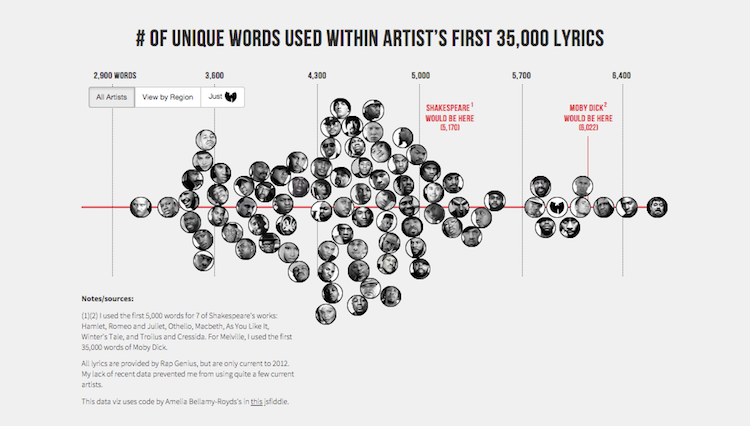 # OF UNIQUE WORDS USED WITHIN ARTIST'S FIRST 35,000 LYRICS
2,900 WORDS
3,600
4,300
5,000
5,700
6,400
All Artists
View by Region
Just
SHAKESPEARE¹
WOULD BE HERE
(5,170)
MOBY DICK²
WOULD BE HERE
(6,022)
Notes/sources:
(1)(2) I used the first 5,000 words for 7 of Shakespeare's works:
Hamlet, Romeo and Juliet, Othello, Macbeth, As You Like It,
Winter's Tale, and Troilus and Cressida. For Melville, I used the first
35,000 words of Moby Dick.
All lyrics are provided by Rap Genius, but are only current to 2012.
My lack of recent data prevented me from using quite a few current
artists.
This data viz uses code by Amelia Bellamy-Royds's in this jsfiddle.